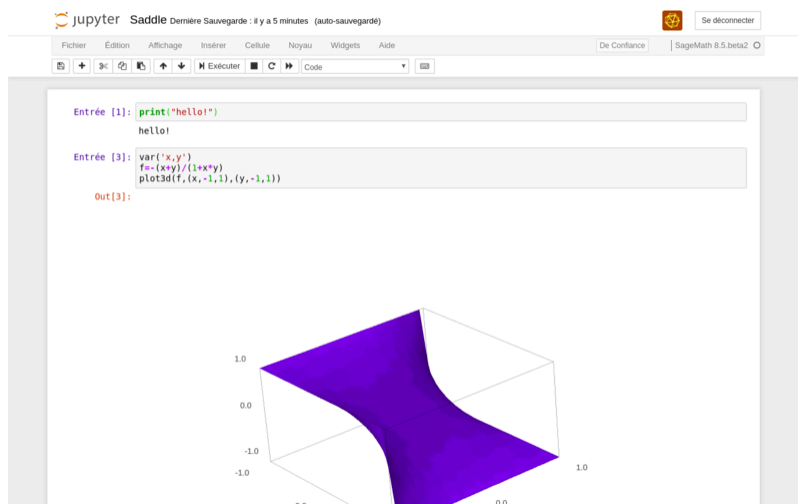 jupyter Saddle Dernière Sauvegarde : il y a 5 minutes (auto-sauvegardé) Se déconnecter
Fichier Édition Affichage Insérer Cellule Noyau Widgets Aide De Confiance SageMath 8.5.beta2
Exécuter Code
Entrée [1]: print("hello!")
hello!
Entrée [3]: var('x,y')
f=-(x+y)/(1+x*y)
plot3d(f,(x,-1,1),(y,-1,1))
Out[3]:
1.0
0.0
-1.0
-1.0
1.0
0.0